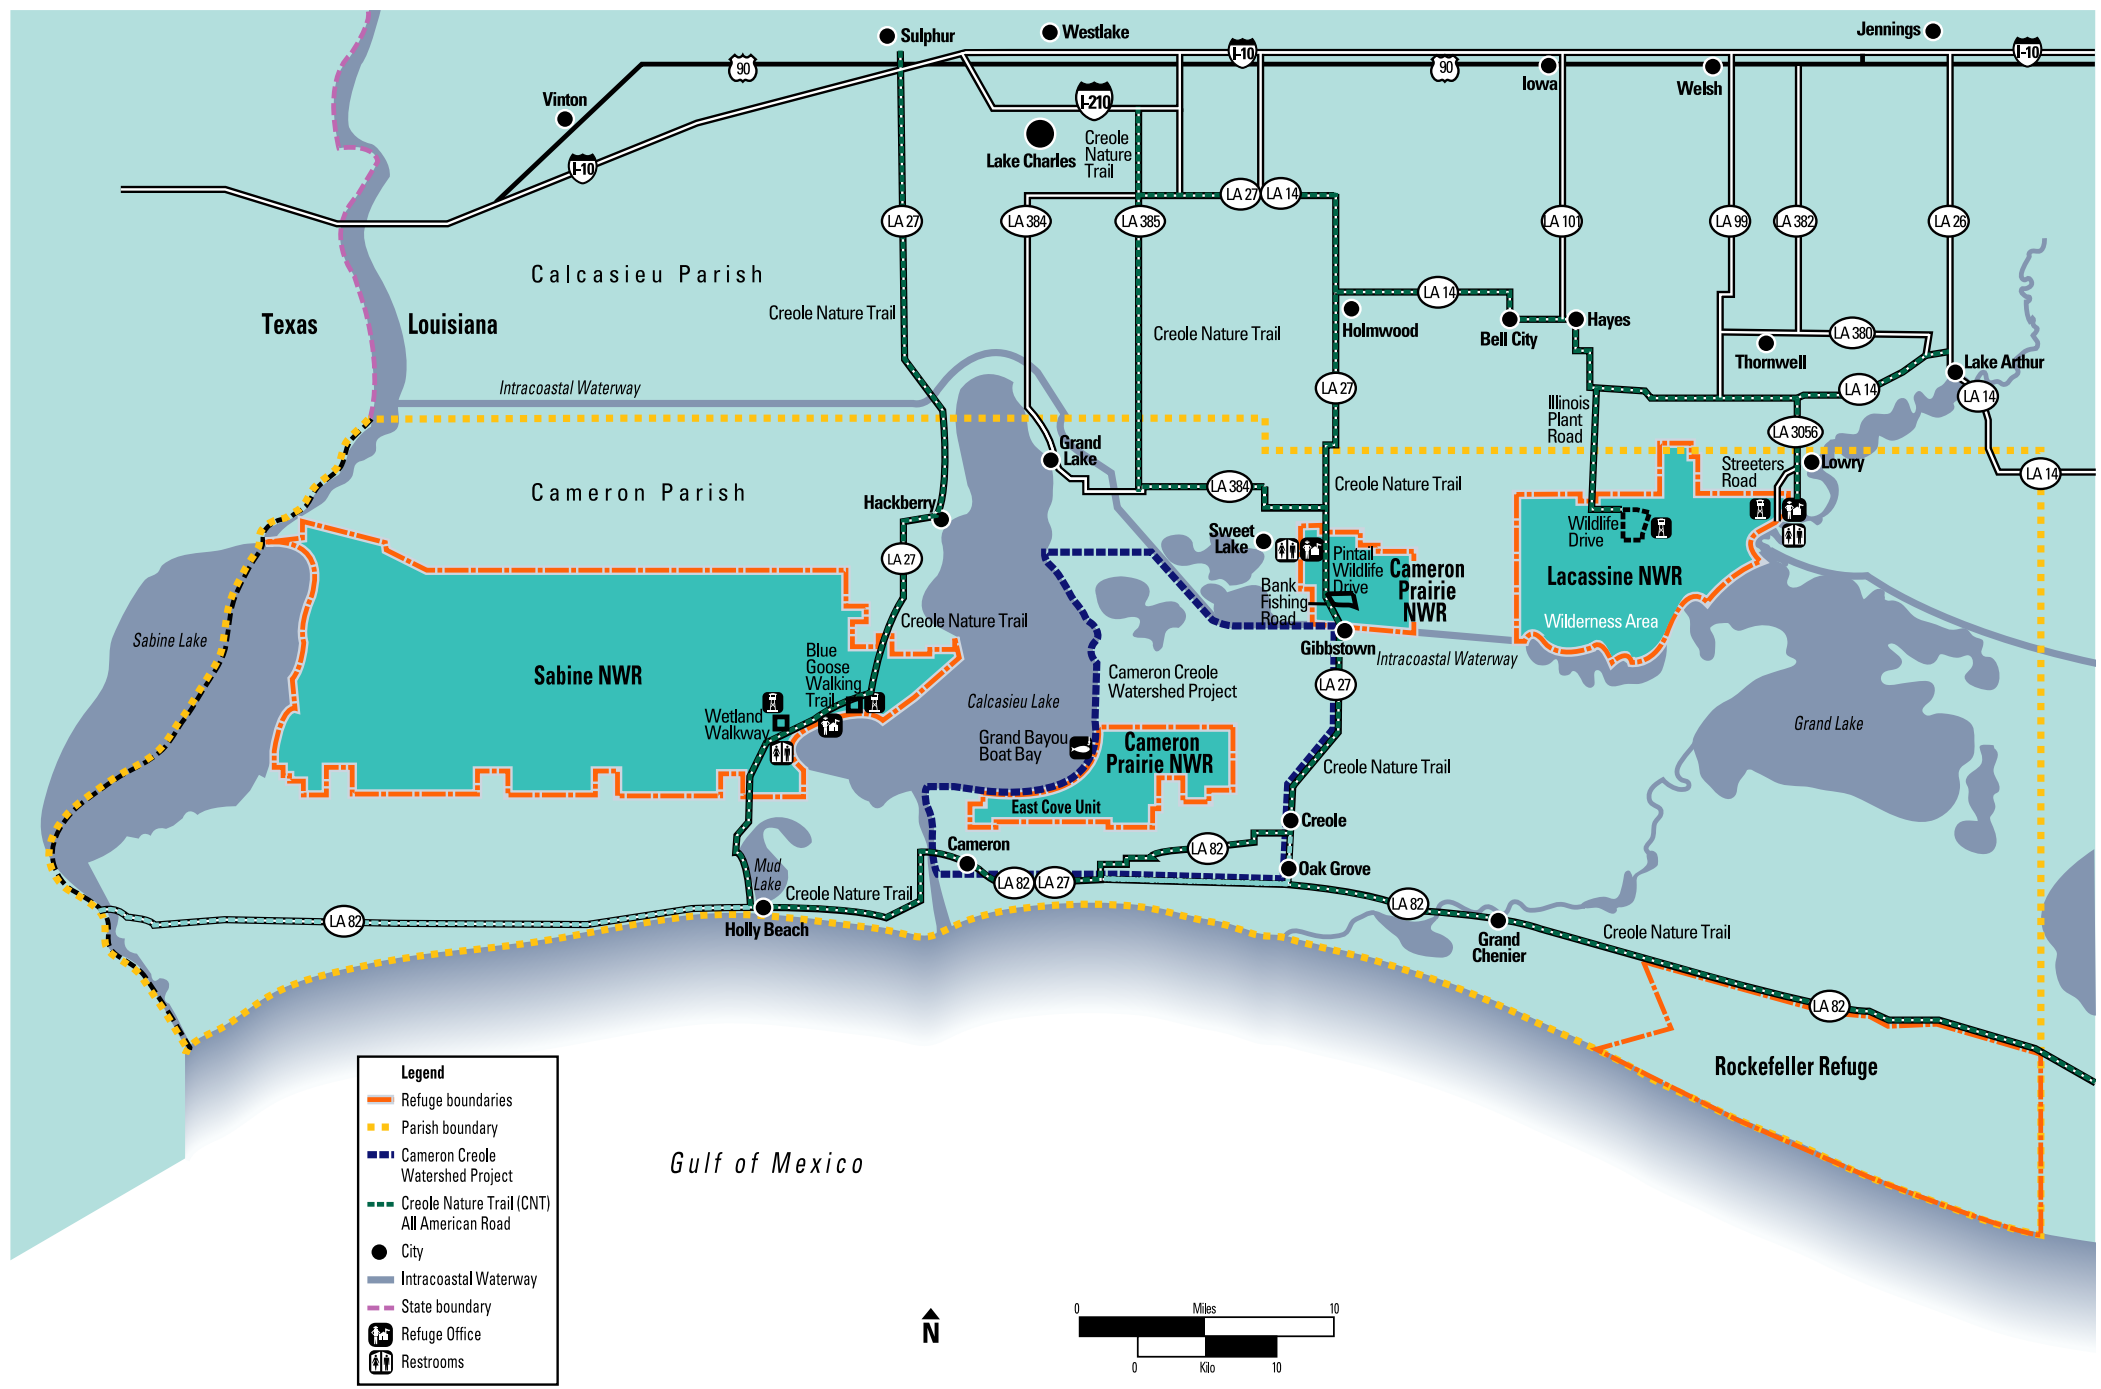 Sulphur
Westlake
Jennings
I-10
I-10
90
90
Iowa
Welsh
Vinton
I-210
Lake Charles
Creole
Nature
Trail
I-10
LA 27
LA 14
LA 27
LA 384
LA 385
LA 101
LA 99
LA 382
LA 26
Calcasieu Parish
Creole Nature Trail
LA 14
Texas
Louisiana
Creole Nature Trail
Holmwood
Bell City
Hayes
LA 380
Thornwell
Lake Arthur
Intracoastal Waterway
LA 27
LA 14
LA 14
Illinois
Plant
Road
LA 3056
Grand
Lake
Streeters
Road
Lowry
LA 14
Cameron Parish
Hackberry
LA 384
Creole Nature Trail
Sweet
Lake
Wildlife
Drive
LA 27
Pintail
Wildlife
Drive
Cameron
Prairie
NWR
Bank
Fishing
Road
Lacassine NWR
Wilderness Area
Sabine Lake
Creole Nature Trail
Gibbstown
Intracoastal Waterway
Sabine NWR
Blue
Goose
Walking
Trail
Cameron Creole
Watershed Project
LA 27
Calcasieu Lake
Wetland
Walkway
Grand Lake
Grand Bayou
Boat Bay
Cameron
Prairie NWR
Creole Nature Trail
East Cove Unit
Creole
Cameron
LA 82
Mud
Lake
Oak Grove
LA 82
LA 27
Creole Nature Trail
LA 82
LA 82
Holly Beach
Grand
Chenier
Creole Nature Trail
LA 82
Rockefeller Refuge
Gulf of Mexico
Legend
Refuge boundaries
Parish boundary
Cameron Creole
Watershed Project
Creole Nature Trail (CNT)
All American Road
City
Intracoastal Waterway
State boundary
Refuge Office
Restrooms
N
0 Miles 10
0 Kilo 10